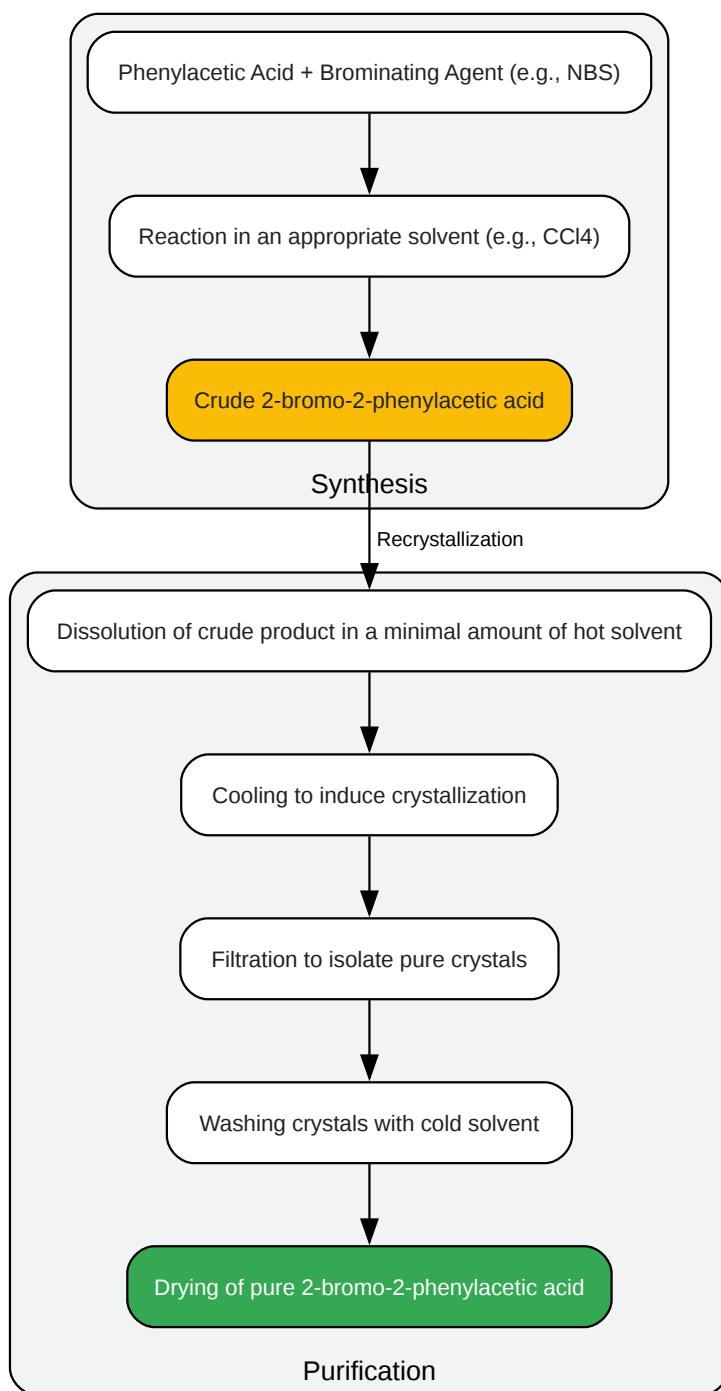 Phenylacetic Acid + Brominating Agent (e.g., NBS)
Reaction in an appropriate solvent (e.g., CCl4)
Crude 2-bromo-2-phenylacetic acid
Synthesis
Recrystallization
Dissolution of crude product in a minimal amount of hot solvent
Cooling to induce crystallization
Filtration to isolate pure crystals
Washing crystals with cold solvent
Drying of pure 2-bromo-2-phenylacetic acid
Purification